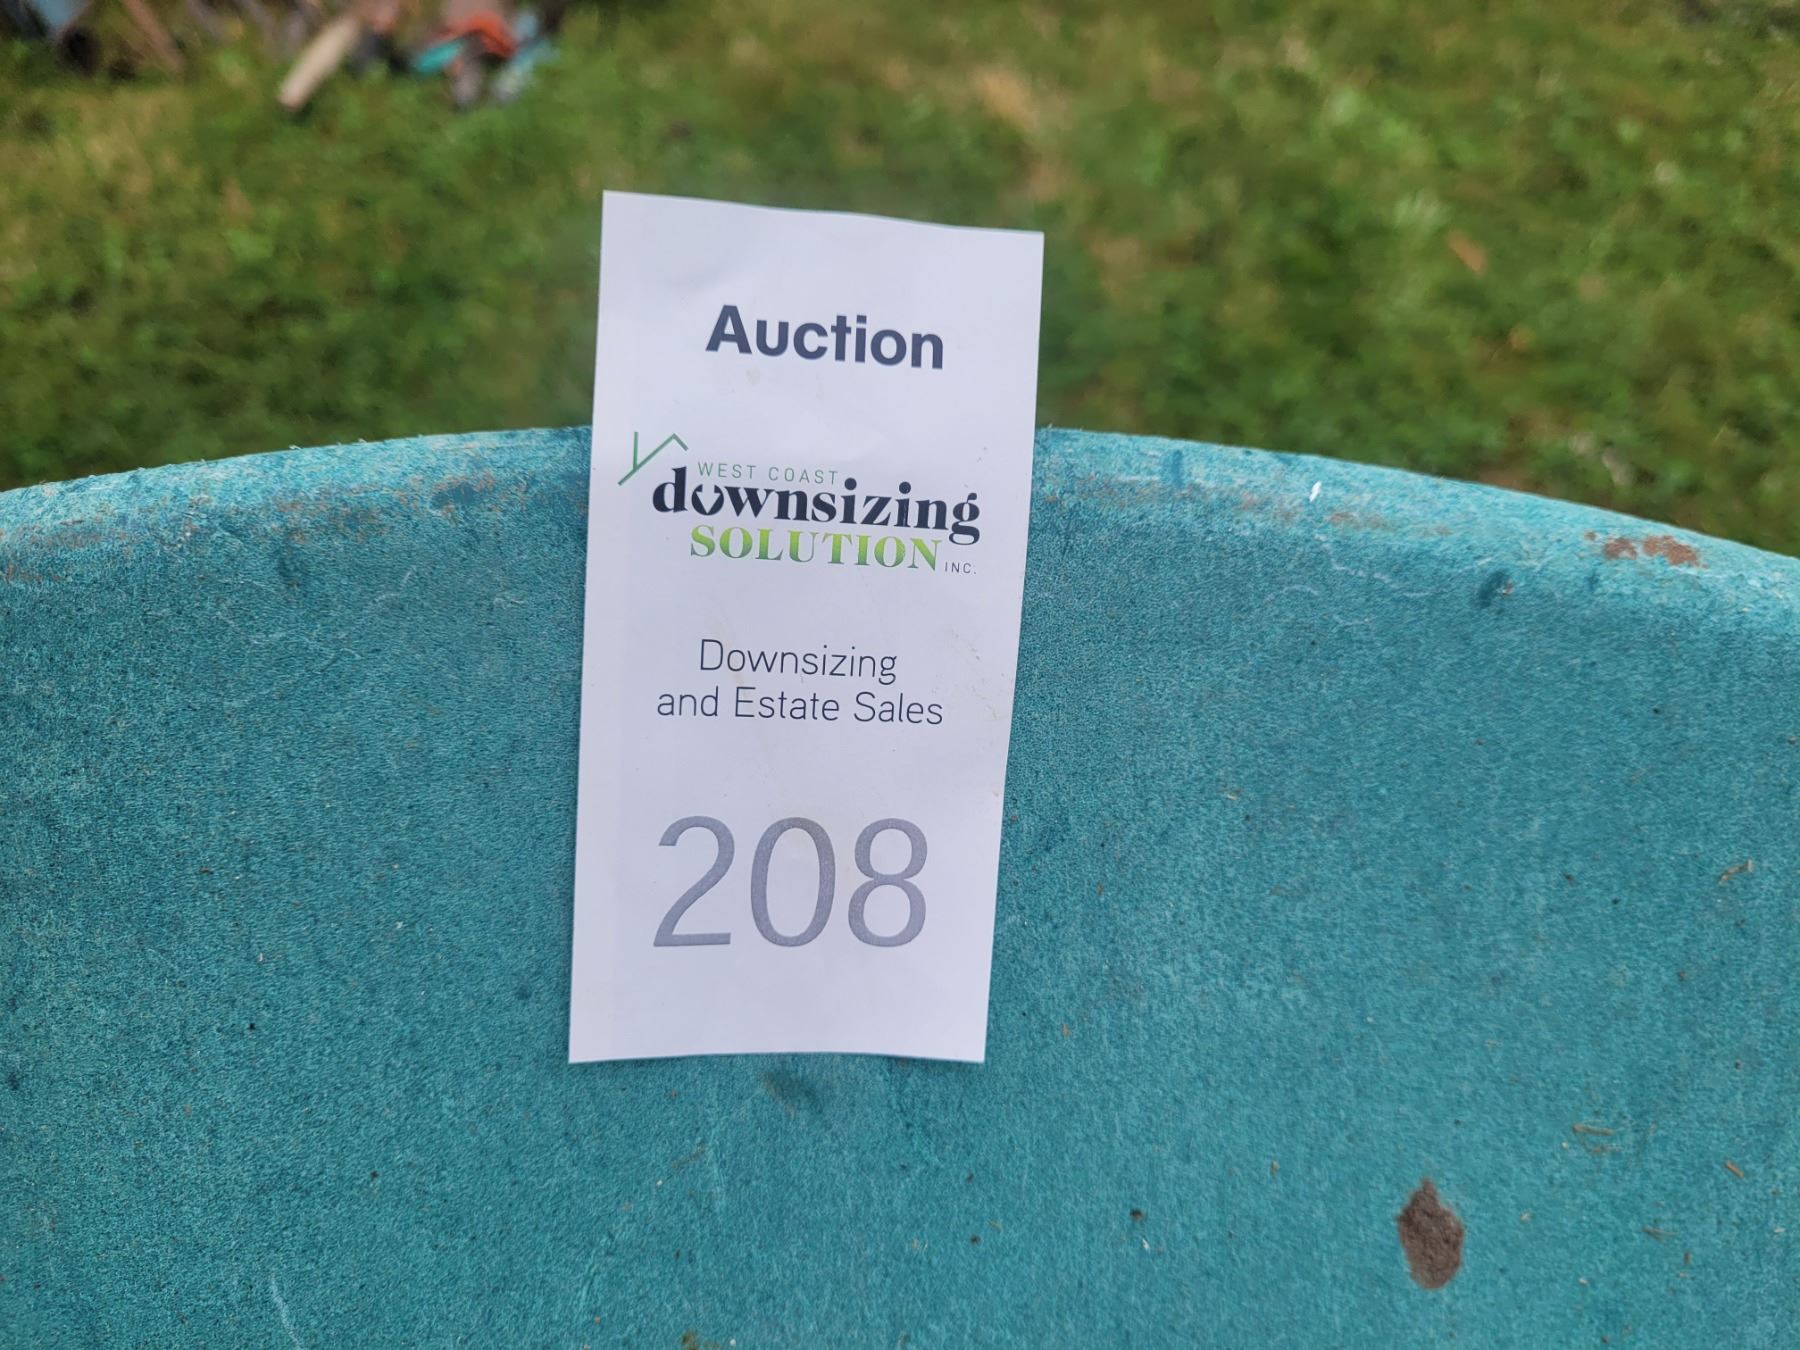 Auction
WEST COAST
downsizing
SOLUTION INC.
Downsizing
and Estate Sales
208